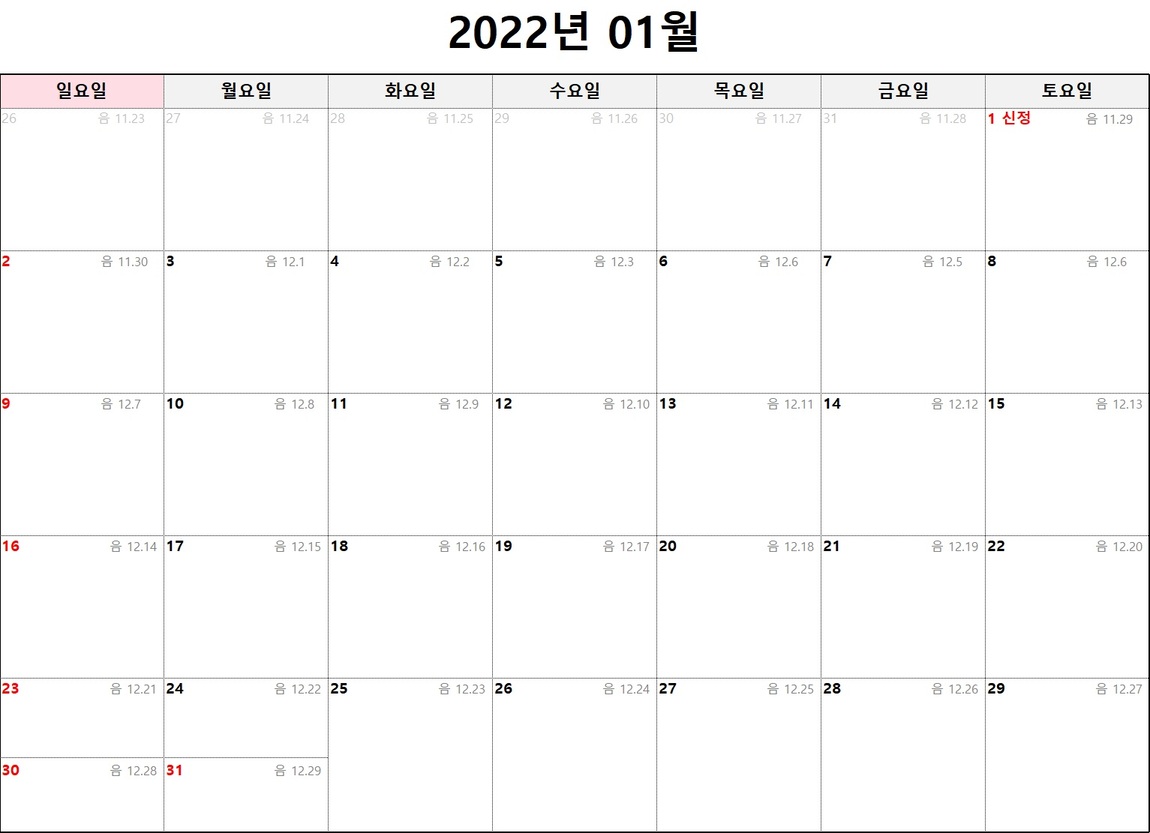 2022년 01월
일요일 월요일 화요일 수요일 목요일 금요일 토요일
26 음 11.23 27 음 11.24 28 음 11.25 29 음 11.26 30 음 11.27 31 음 11.28 1 신정 음 11.29
2 음 11.30 3 음 12.1 4 음 12.2 5 음 12.3 6 음 12.6 7 음 12.5 8 음 12.6
9 음 12.7 10 음 12.8 11 음 12.9 12 음 12.10 13 음 12.11 14 음 12.12 15 음 12.13
16 음 12.14 17 음 12.15 18 음 12.16 19 음 12.17 20 음 12.18 21 음 12.19 22 음 12.20
23 음 12.21 24 음 12.22 25 음 12.23 26 음 12.24 27 음 12.25 28 음 12.26 29 음 12.27
30 음 12.28 31 음 12.29